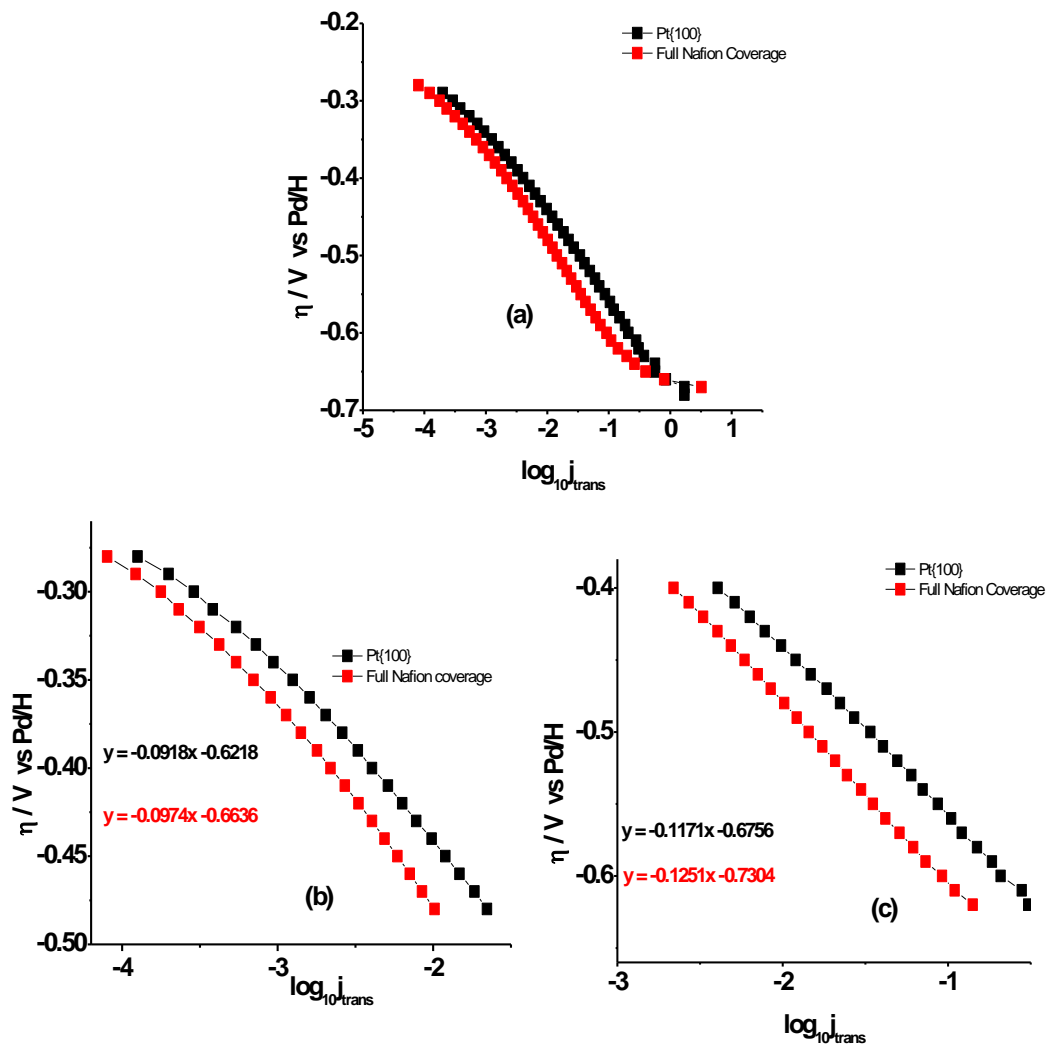 Pt{100}
Full Nafion Coverage
-0.2
-0.3
-0.4
-0.5
-0.6
-0.7
η / V vs Pd/H
(a)
-5 -4 -3 -2 -1 0 1
log₁₀jtrans
Pt{100}
Full Nafion coverage
-0.30
-0.35
-0.40
-0.45
-0.50
η / V vs Pd/H
y = -0.0918x -0.6218
y = -0.0974x -0.6636
(b)
-4 -3 -2
log₁₀jtrans
Pt{100}
Full Nafion Coverage
-0.4
-0.5
-0.6
η / V vs Pd/H
y = -0.1171x -0.6756
y = -0.1251x -0.7304
(c)
-3 -2 -1
log₁₀jtrans